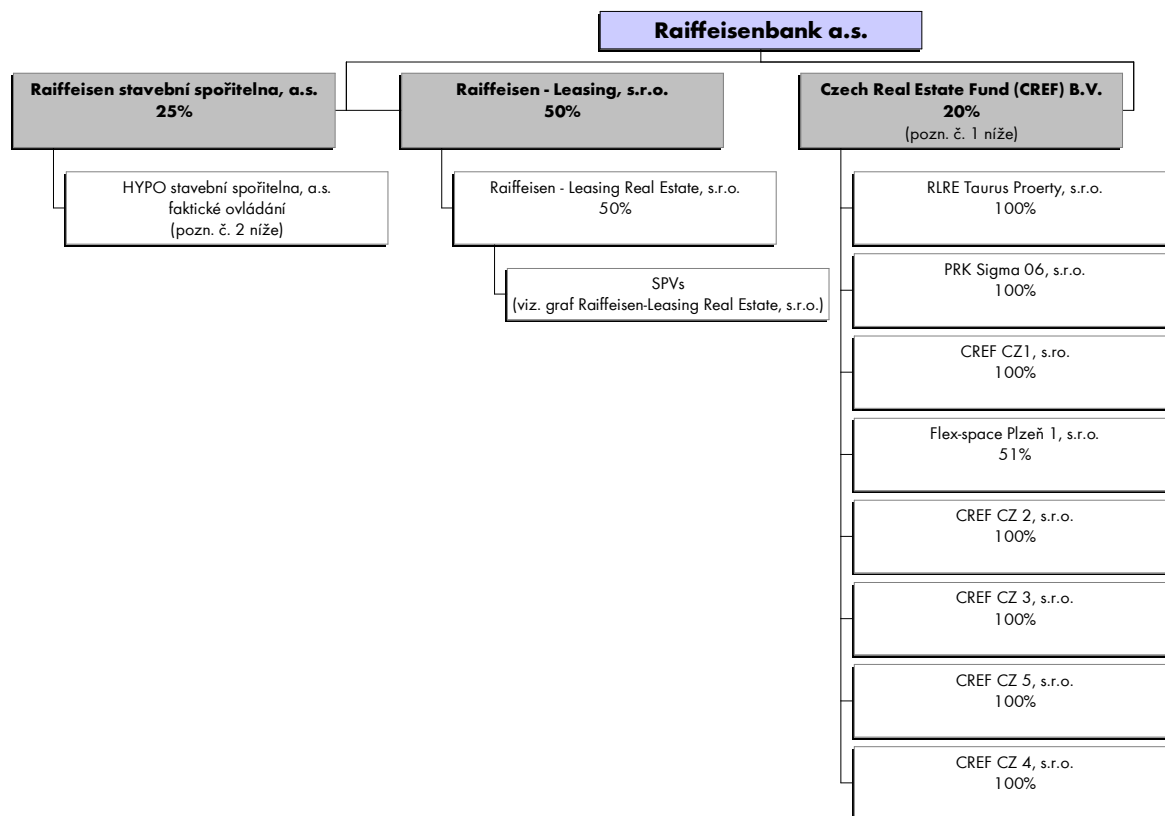 Raiffeisenbank a.s.
Raiffeisen stavební spořitelna, a.s.
25%
HYPO stavební spořitelna, a.s.
faktické ovládání
(pozn. č. 2 níže)
Raiffeisen - Leasing, s.r.o.
50%
Raiffeisen - Leasing Real Estate, s.r.o.
50%
SPVs
(viz. graf Raiffeisen-Leasing Real Estate, s.r.o.)
Czech Real Estate Fund (CREF) B.V.
20%
(pozn. č. 1 níže)
RLRE Taurus Proerty, s.r.o.
100%
PRK Sigma 06, s.r.o.
100%
CREF CZ1, s.ro.
100%
Flex-space Plzeň 1, s.r.o.
51%
CREF CZ 2, s.r.o.
100%
CREF CZ 3, s.r.o.
100%
CREF CZ 5, s.r.o.
100%
CREF CZ 4, s.r.o.
100%